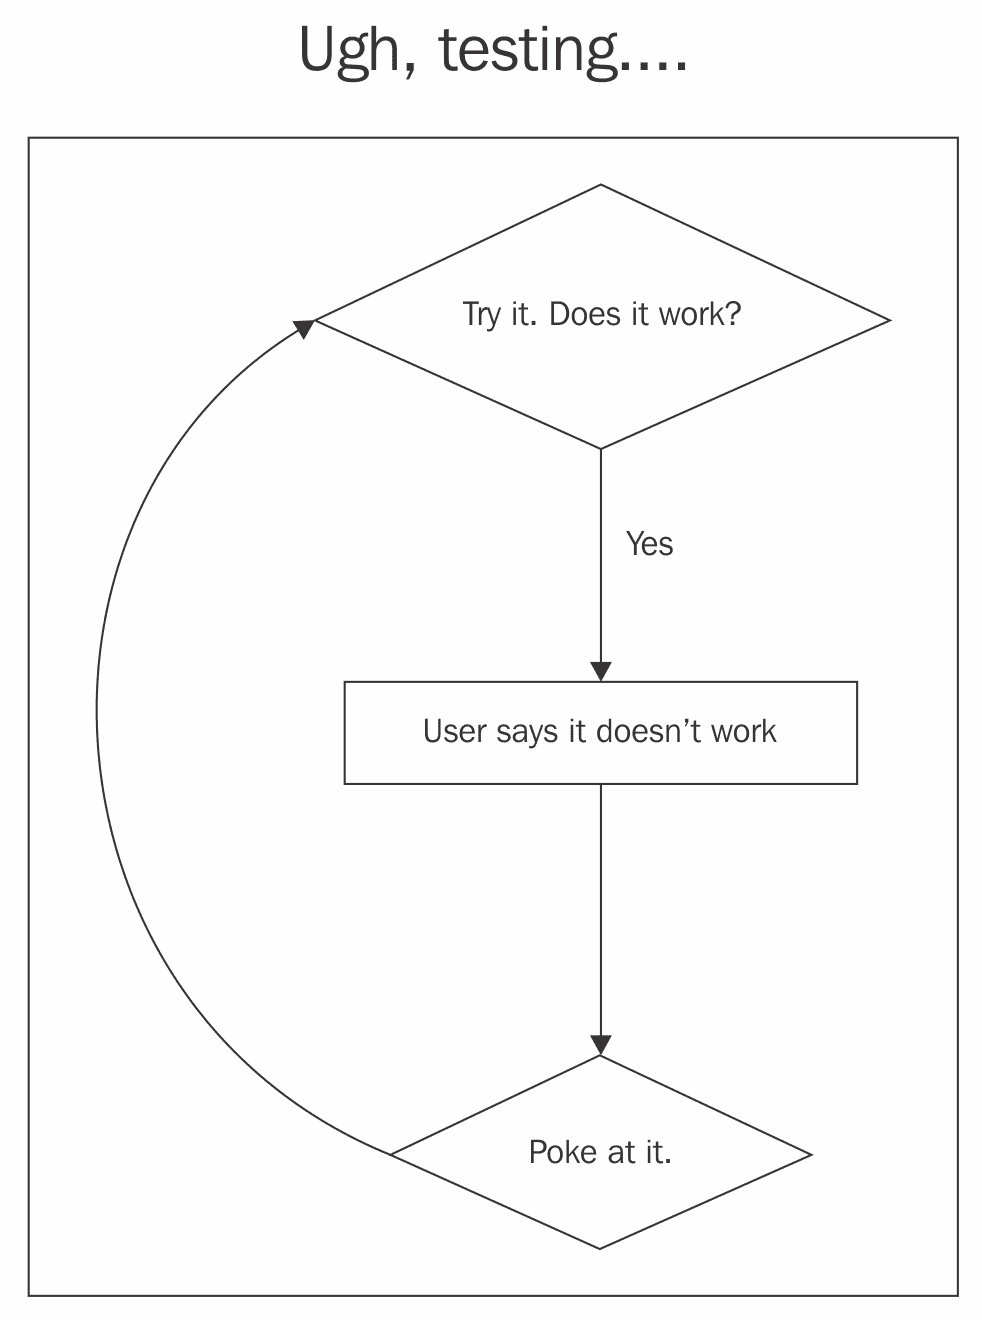 Ugh, testing....
Try it. Does it work?
Yes
User says it doesn’t work
Poke at it.